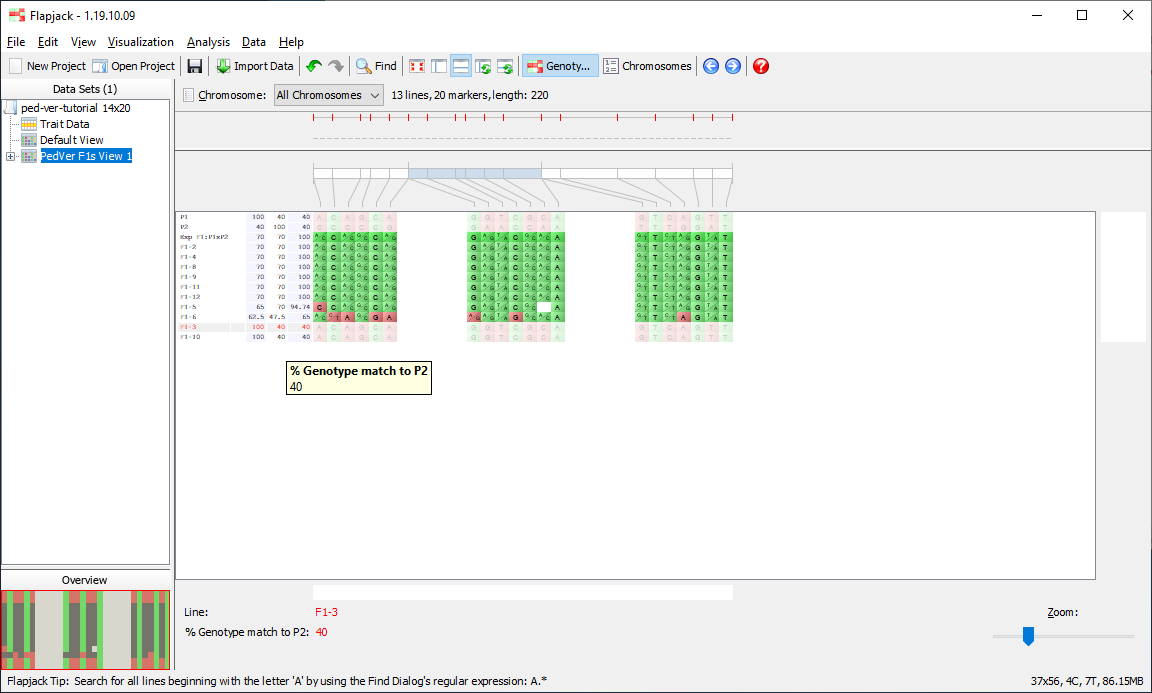 Flapjack - 1.19.10.09
File Edit View Visualization Analysis Data Help
New Project Open Project Import Data Find Genoty... Chromosomes
Data Sets (1)
ped-ver-tutorial 14x20
Trait Data
Default View
PedVer F1s View 1
Chromosome: All Chromosomes 13 lines, 20 markers, length: 220
P1 100 40 40 A C A G C A G G T C G C A G T C A G T T
P2 40 100 40
Exp F1:P1xP2 70 70 100
F1-2 70 70 100
F1-4 70 70 100
F1-8 70 70 100
F1-9 70 70 100
F1-11 70 70 100
F1-12 70 70 100
F1-5 65 70 94.74
F1-6 62.5 47.5 65
F1-3 100 40 40 A C A G C A G G T C G C A G T C A G T T
F1-10 100 40 40 A C A G C A G G T C G C A G T C A G T T
% Genotype match to P2
40
Overview
Line: F1-3
% Genotype match to P2: 40
Zoom:
Flapjack Tip: Search for all lines beginning with the letter 'A' by using the Find Dialog's regular expression: A.*
37x56, 4C, 7T, 86.15MB